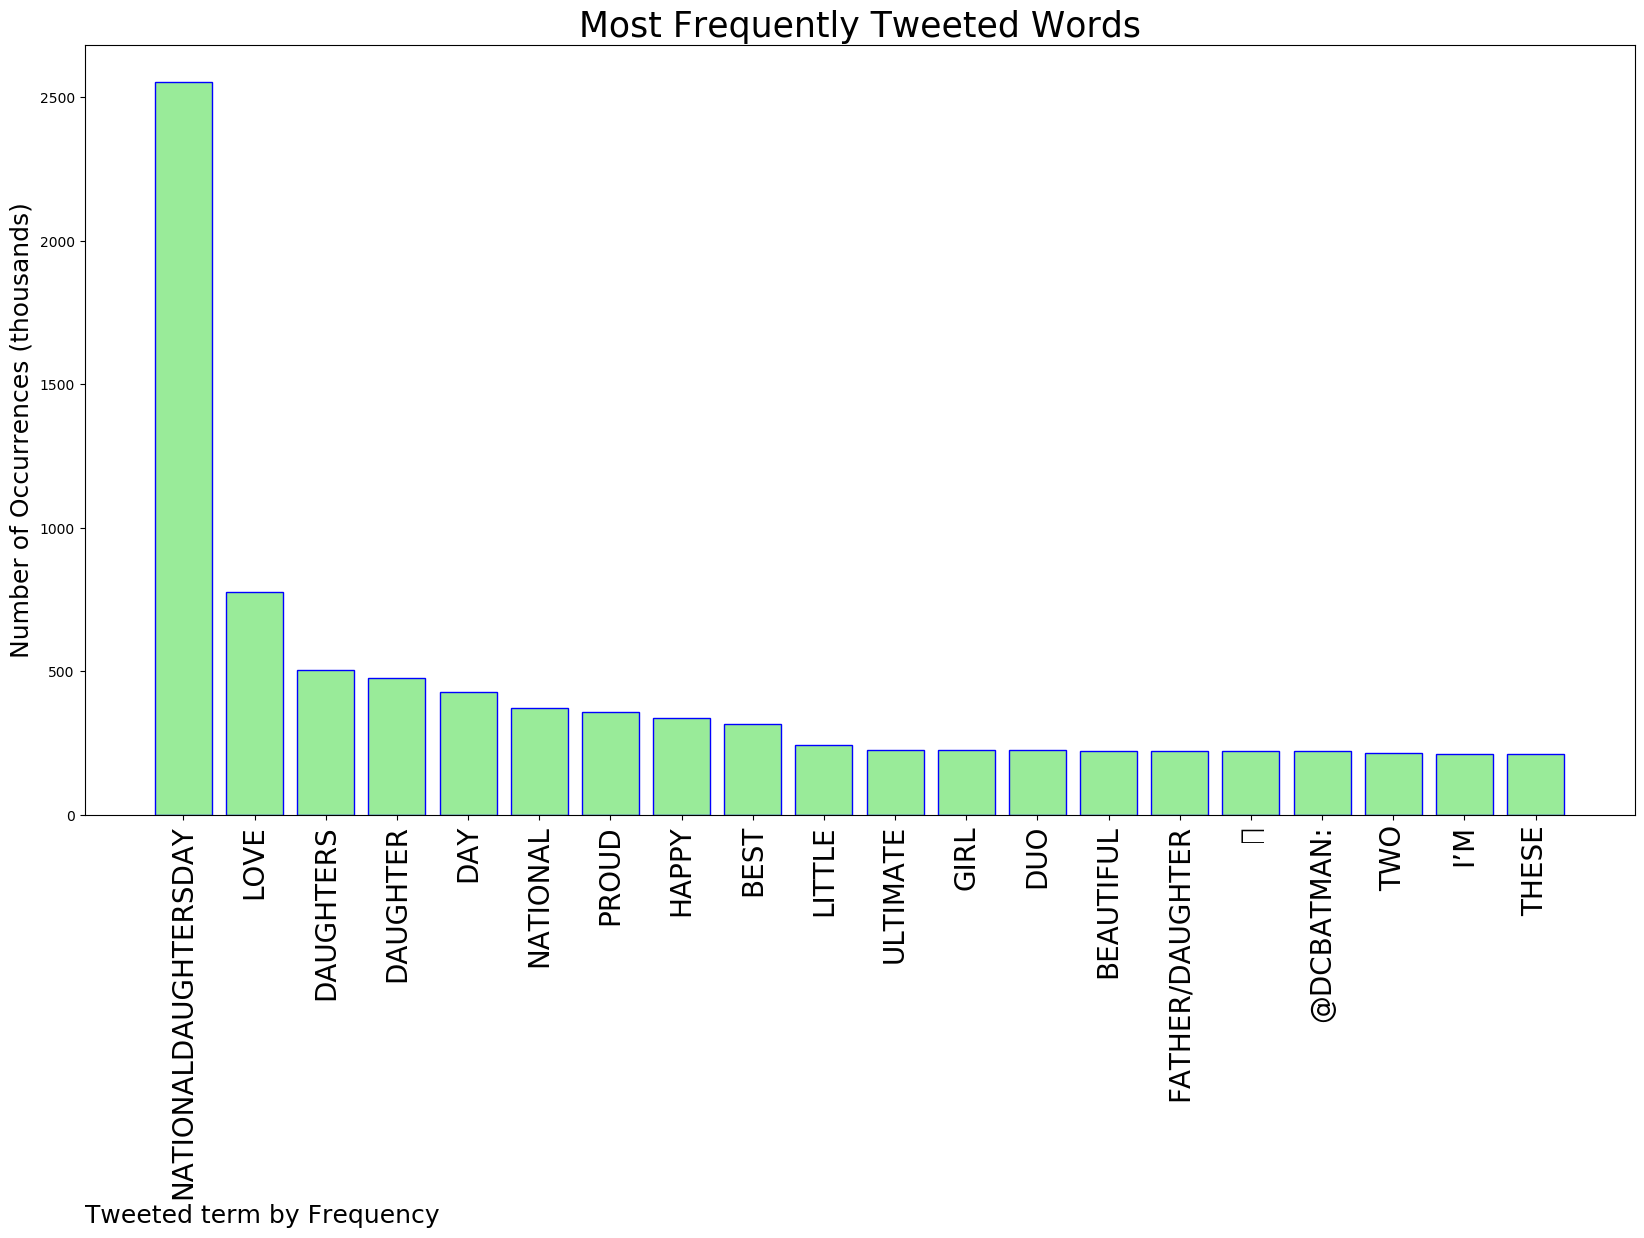 Most Frequently Tweeted Words
Number of Occurrences (thousands)
2500
2000
1500
1000
500
0
NATIONALDAUGHTERSDAY
LOVE
DAUGHTERS
DAUGHTER
DAY
NATIONAL
PROUD
HAPPY
BEST
LITTLE
ULTIMATE
GIRL
DUO
BEAUTIFUL
FATHER/DAUGHTER
@DCBATMAN:
TWO
I’M
THESE
Tweeted term by Frequency